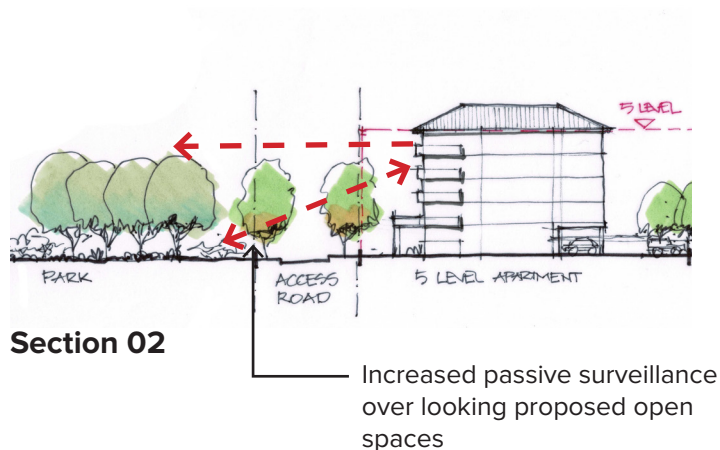 5 LEVEL
PARK
ACCESS
ROAD
5 LEVEL APARTMENT
Section 02
Increased passive surveillance
over looking proposed open
spaces